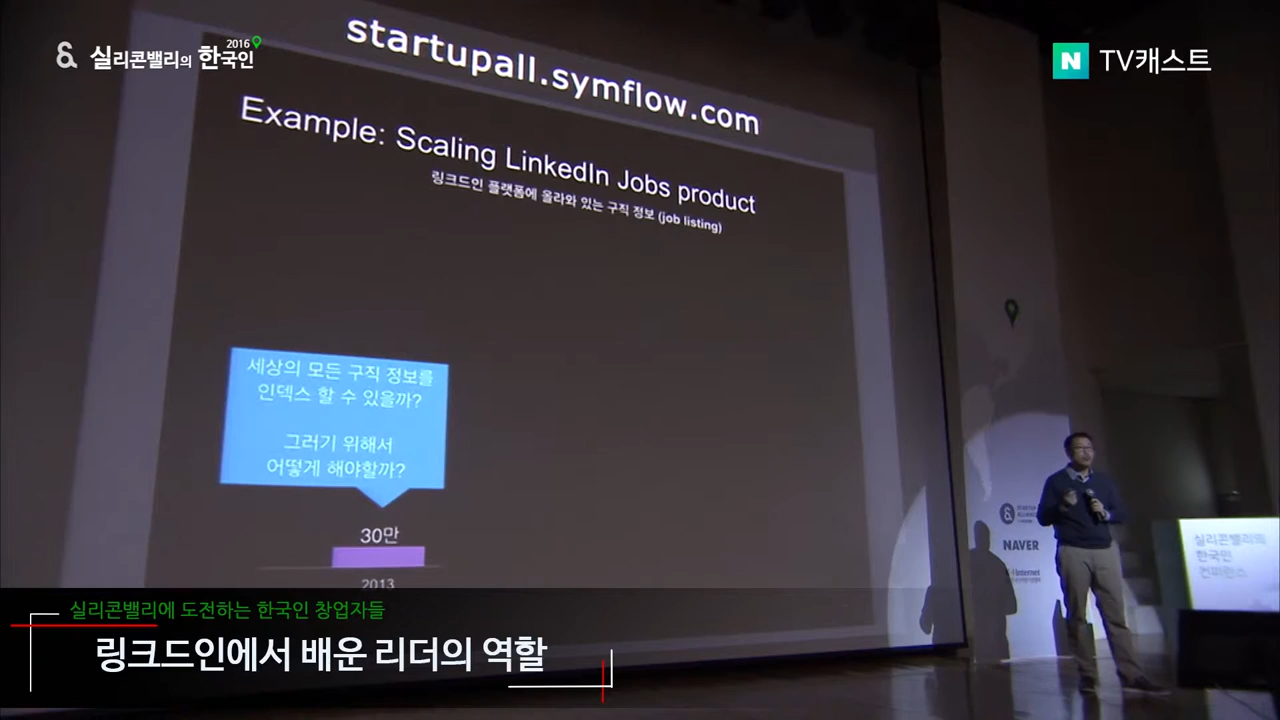 2016
실리콘밸리의 한국인
N TV캐스트
startupall.symflow.com
Example: Scaling LinkedIn Jobs product
링크드인 플랫폼에 올라와 있는 구직 정보 (job listing)
세상의 모든 구직 정보를
인덱스 할 수 있을까?
그러기 위해서
어떻게 해야할까?
30만
2013
NAVER
실리콘밸리의
한국인
컨퍼런스
실리콘밸리에 도전하는 한국인 창업자들
링크드인에서 배운 리더의 역할